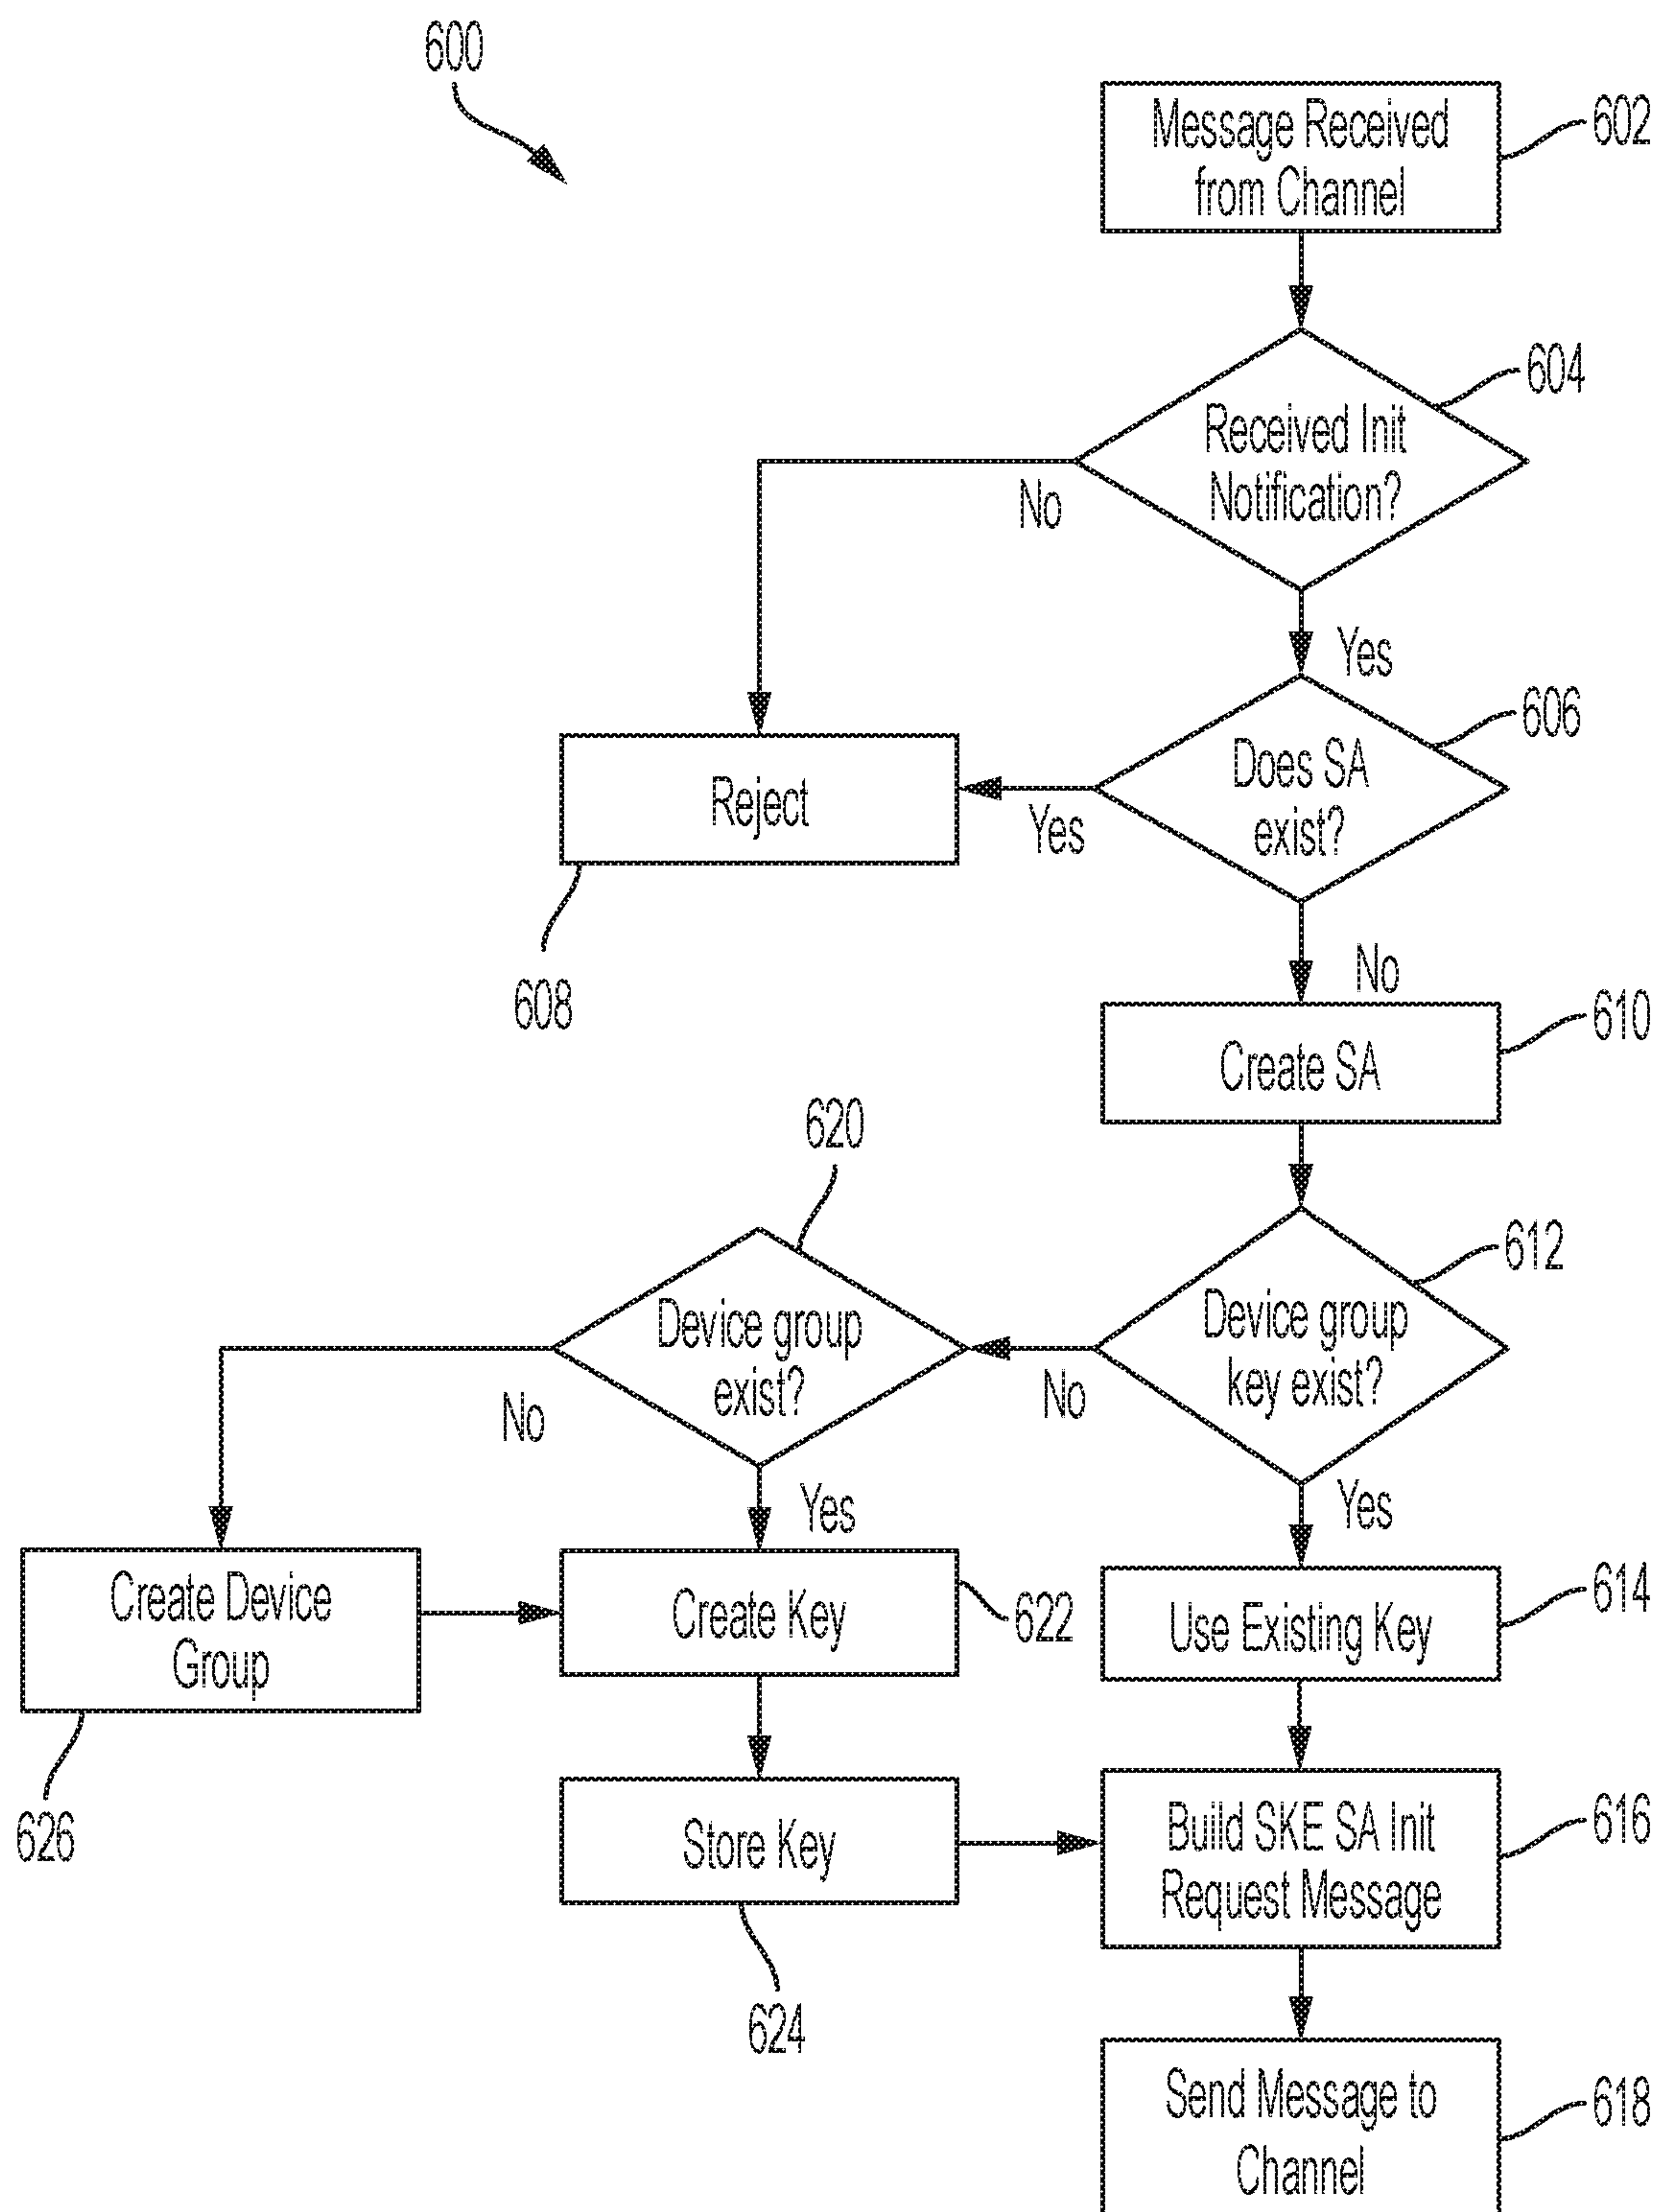 600
Message Received
from Channel
602
Received Init
Notification?
604
No
Yes
Does SA
exist?
606
Reject
608
Yes
No
Create SA
610
Device group
key exist?
612
No
Device group
exist?
620
No
Yes
Yes
Create Device
Group
626
Create Key
622
Use Existing Key
614
Store Key
624
Build SKE SA Init
Request Message
616
Send Message to
Channel
618